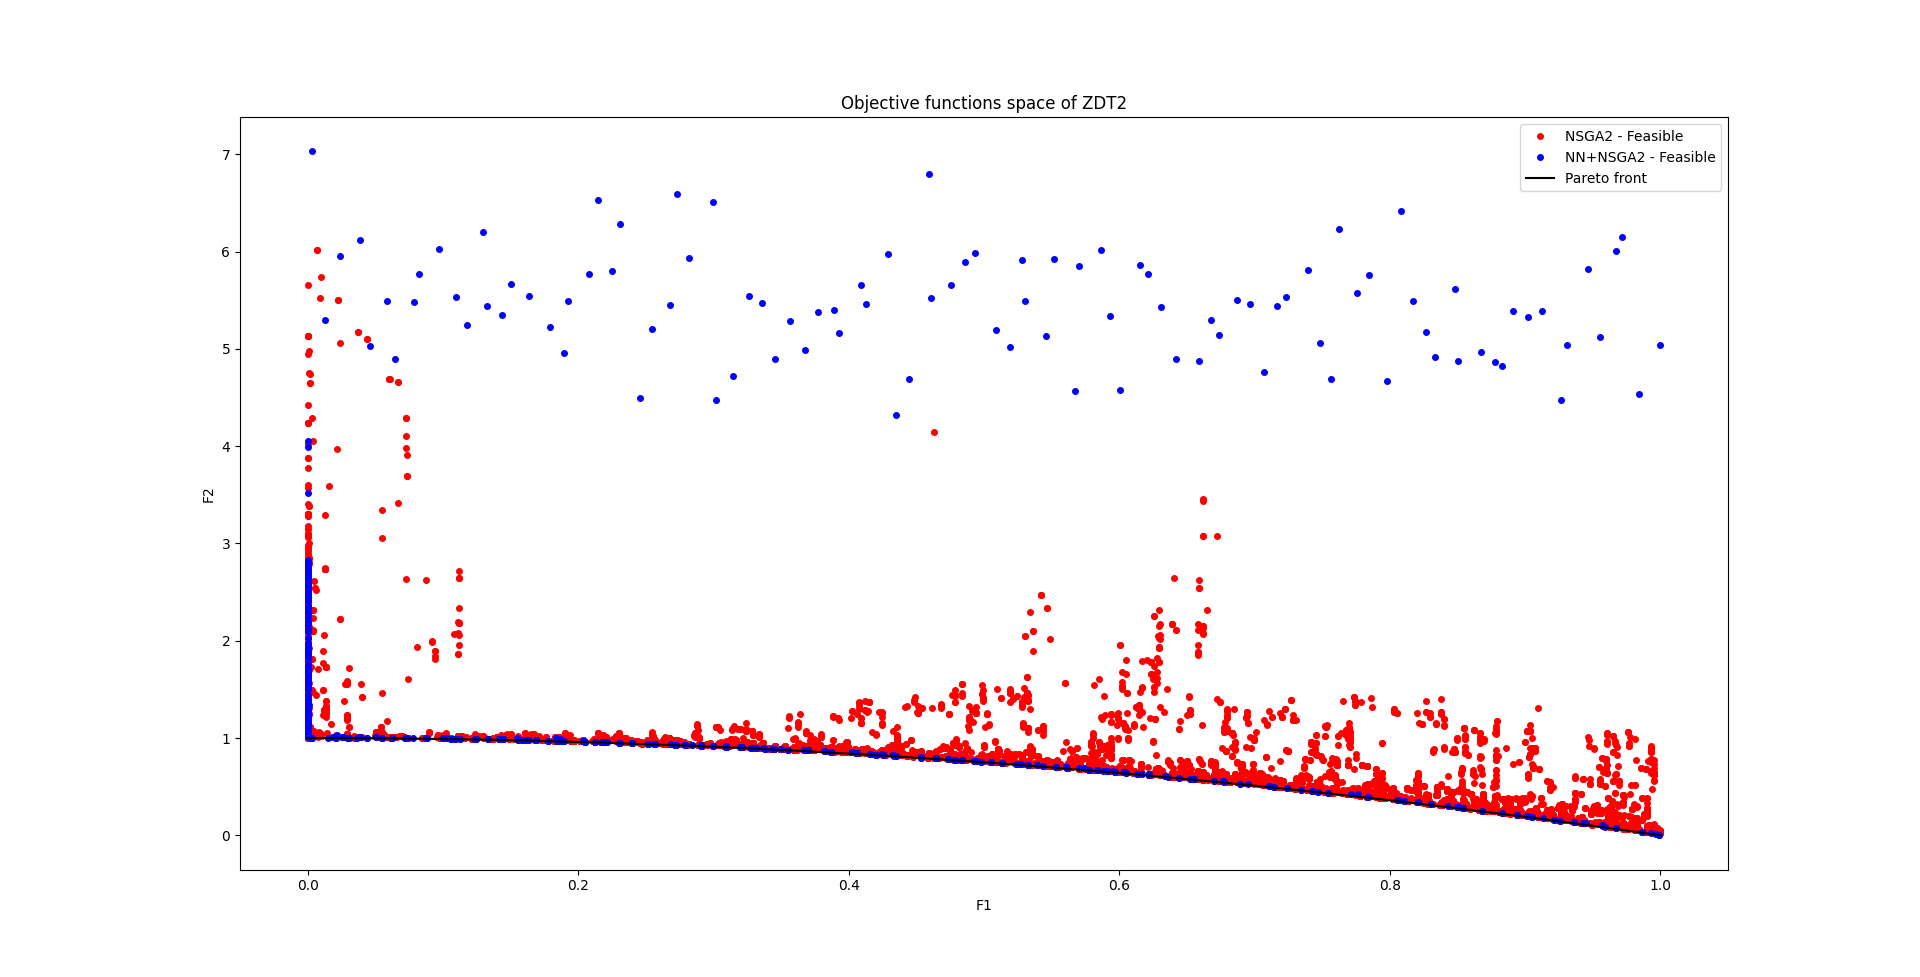 Objective functions space of ZDT2
NSGA2 - Feasible
NN+NSGA2 - Feasible
Pareto front
7
6
5
4
3
2
1
0
F2
0.0 0.2 0.4 0.6 0.8 1.0
F1